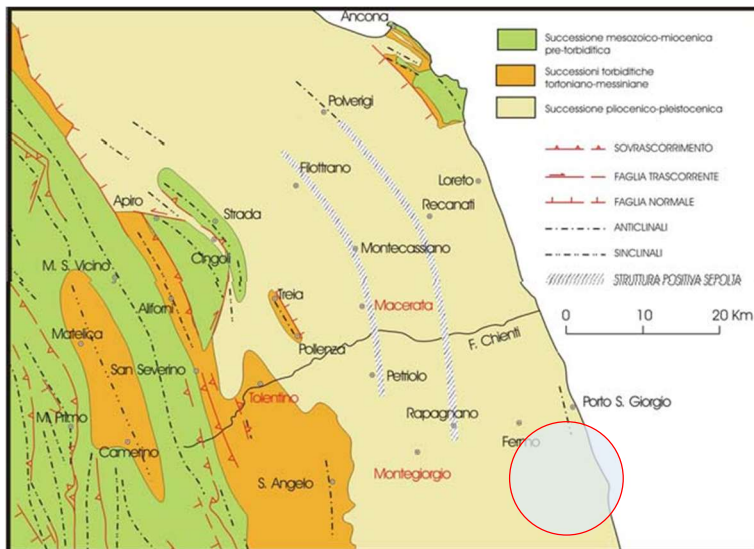 Ancona
Successione mesozoico-miocenica
pre-torbiditica
Successioni torbiditiche
tortoniano-messiniane
Successione pliocenico-pleistocenica
Polverigi
SOVRASCORRIMENTO
Filottrano
Loreto
FAGLIA TRASCORRENTE
Apiro
Strada
Recanati
FAGLIA NORMALE
Cingoli
Montecassiano
ANTICLINALI
SINCLINALI
M. S. Vicino
STRUTTURA POSITIVA SEPOLTA
Aliforni
Treia
Macerata
0 10 20 Km
Matelica
Pollenza
F. Chienti
San Severino
Tolentino
Petriolo
M. Primo
Rapagnano
Porto S. Giorgio
Camerino
Fermo
S. Angelo
Montegiorgio